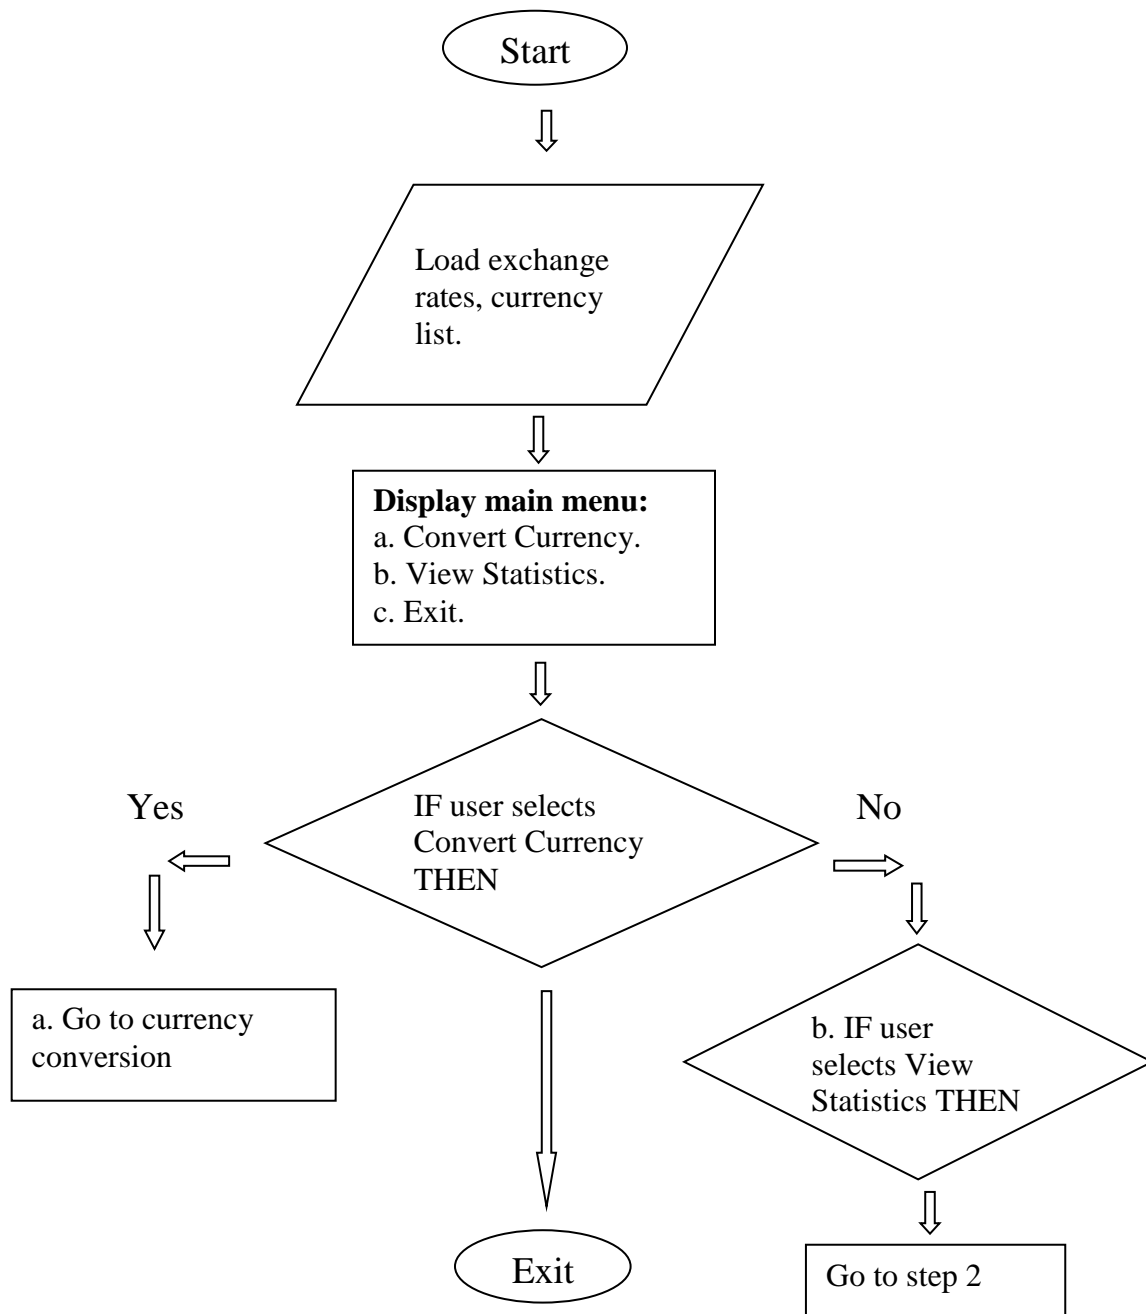 Start
Load exchange
rates, currency
list.
Display main menu:
a. Convert Currency.
b. View Statistics.
c. Exit.
Yes
IF user selects
Convert Currency
THEN
No
a. Go to currency
conversion
b. IF user
selects View
Statistics THEN
Exit
Go to step 2